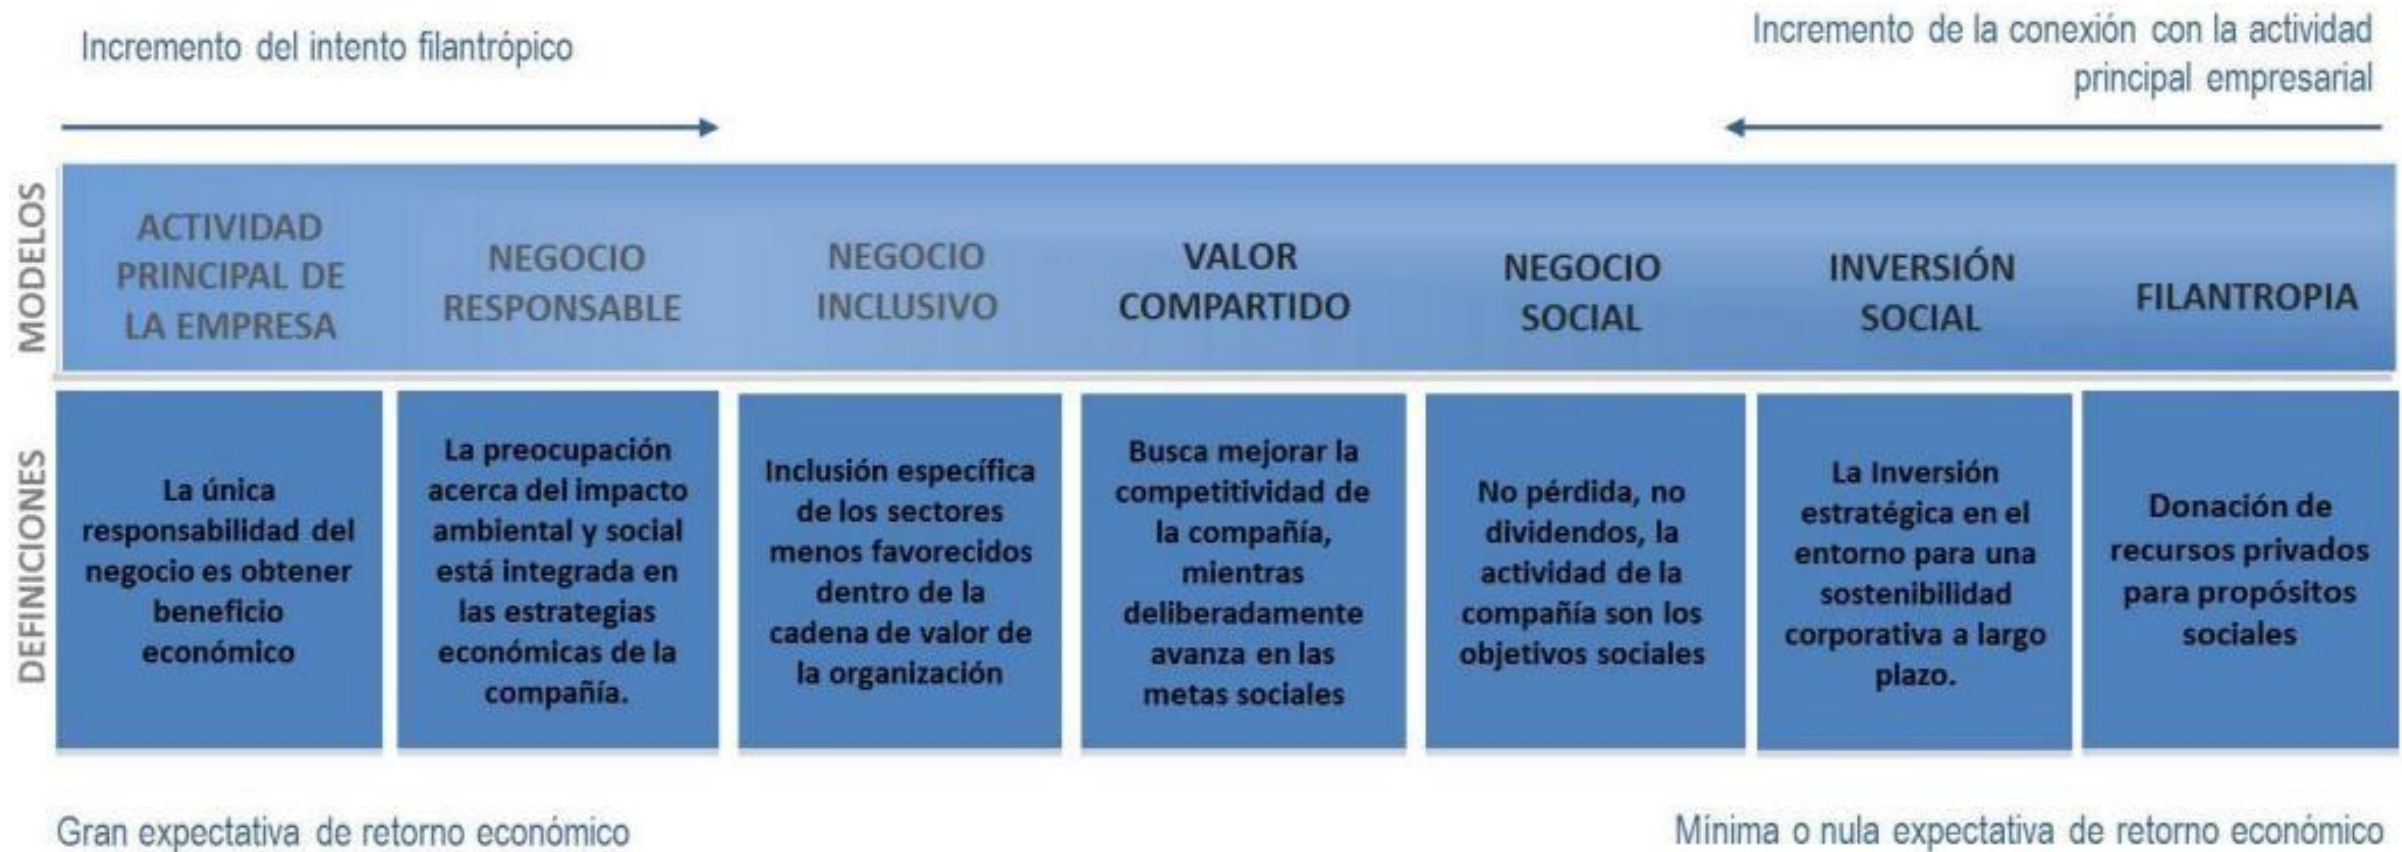 Incremento del intento filantrópico
Incremento de la conexión con la actividad
principal empresarial
MODELOS
ACTIVIDAD
PRINCIPAL DE
LA EMPRESA
NEGOCIO
RESPONSABLE
NEGOCIO
INCLUSIVO
VALOR
COMPARTIDO
NEGOCIO
SOCIAL
INVERSIÓN
SOCIAL
FILANTROPIA
DEFINICIONES
La única
responsabilidad del
negocio es obtener
beneficio
económico
La preocupación
acerca del impacto
ambiental y social
está integrada en
las estrategias
económicas de la
compañía.
Inclusión específica
de los sectores
menos favorecidos
dentro de la
cadena de valor de
la organización
Busca mejorar la
competitividad de
la compañía,
mientras
deliberadamente
avanza en las
metas sociales
No pérdida, no
dividendos, la
actividad de la
compañía son los
objetivos sociales
La Inversión
estratégica en el
entorno para una
sostenibilidad
corporativa a largo
plazo.
Donación de
recursos privados
para propósitos
sociales
Gran expectativa de retorno económico
Mínima o nula expectativa de retorno económico